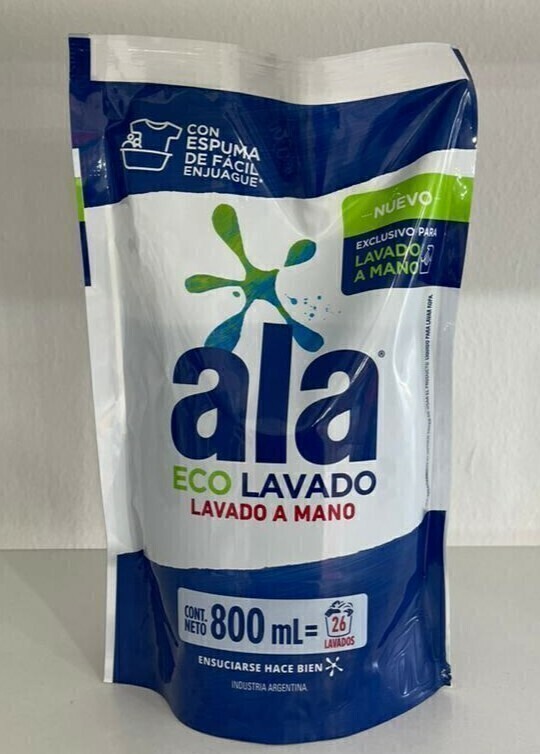 CON
ESPUMA
DE FÁCIL
ENJUAGUE*
NUEVO
EXCLUSIVO PARA
LAVADO
A MANO
ala®
ECO LAVADO
LAVADO A MANO
CONT.
NETO
800 mL=
26
LAVADOS
ENSUCIARSE HACE BIEN
INDUSTRIA ARGENTINA